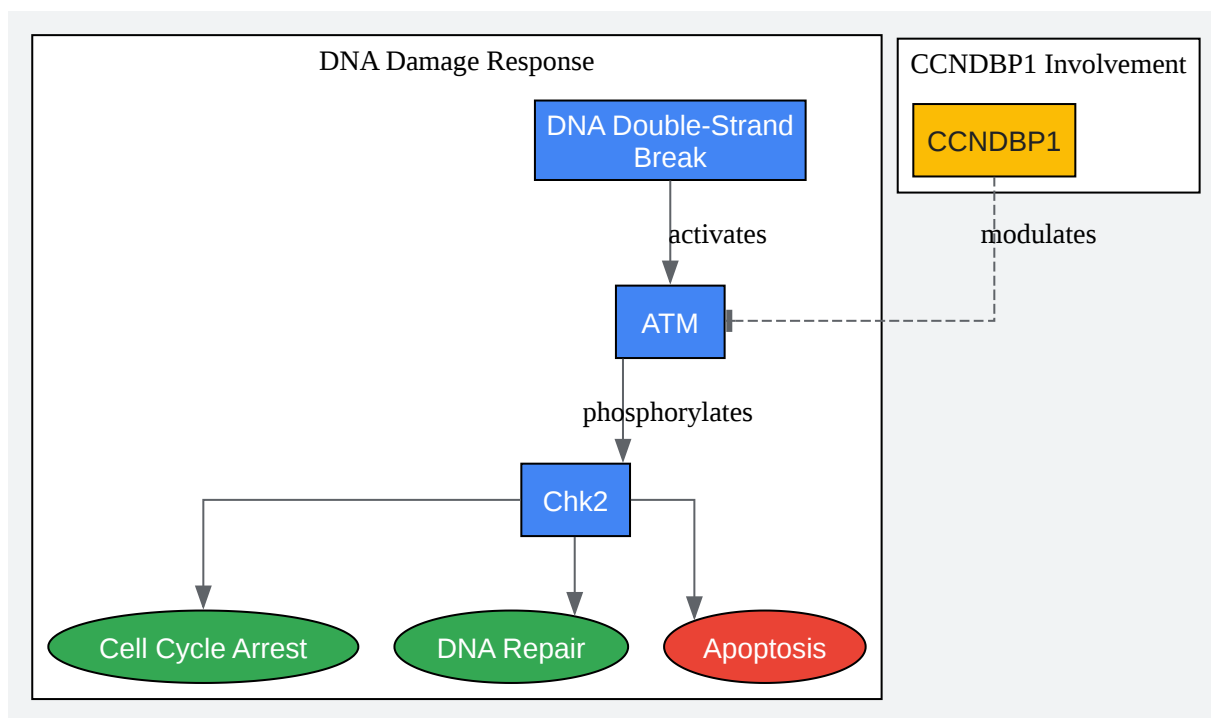 DNA Damage Response
CCNDBP1 Involvement
DNA Double-Strand
Break
CCNDBP1
activates
modulates
ATM
phosphorylates
Chk2
Cell Cycle Arrest
DNA Repair
Apoptosis